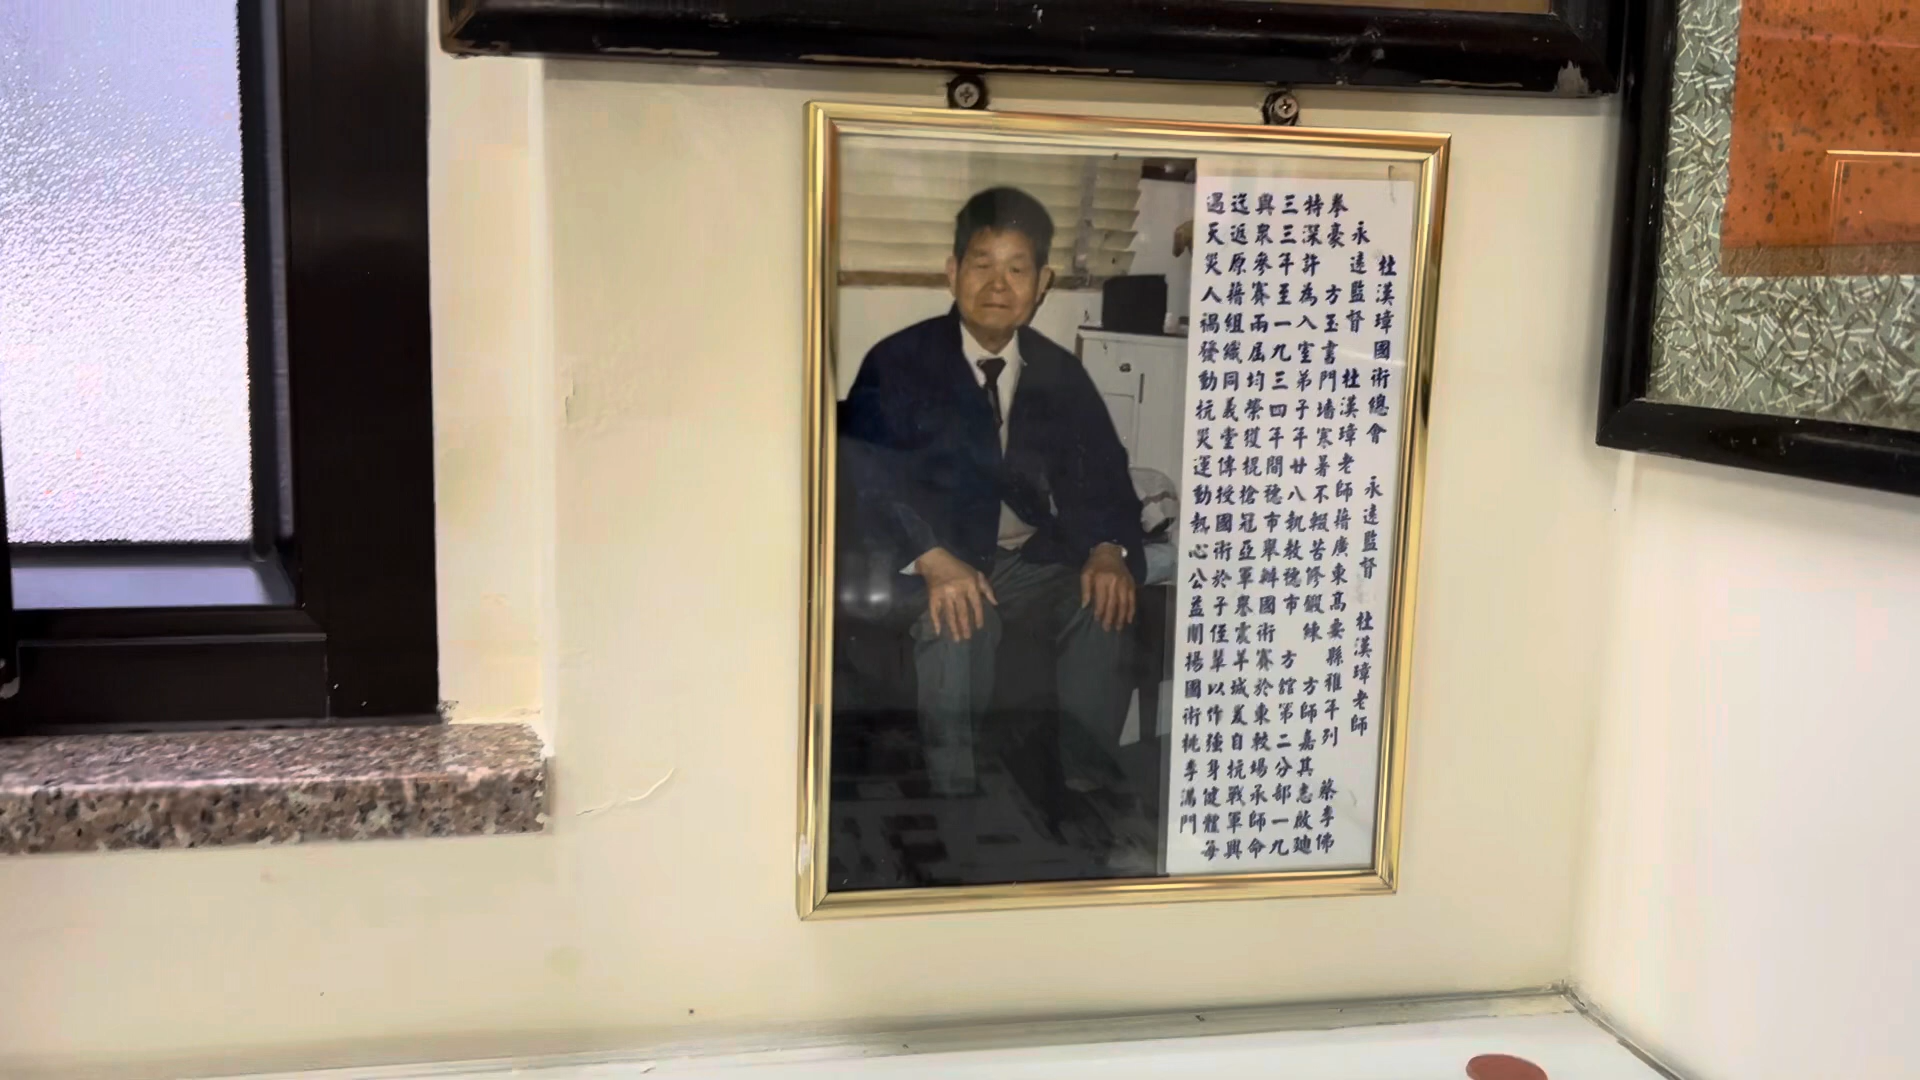 杜漢璋國術總會 永遠監督 杜漢璋老師
永遠監督 杜漢璋老師藉廣東高要縣雅年列 蔡李佛
拳豪 方玉書門墻寒暑不輟苦修鍛練 方師嘉其志啟廸
特深許為入室弟子年廿八執教穗市 方館第二分部一九
三三年至一九三四年間穗市舉辦國術賽於東較場承師命
與眾參賽兩屆均榮獲棍槍冠亞軍譽震羊城爰自抗戰軍興
迄返原藉組織同義堂傳授國術於子侄輩以作強身健體每
遇天災人禍發動抗災運動熱心公益闡揚國術桃李滿門